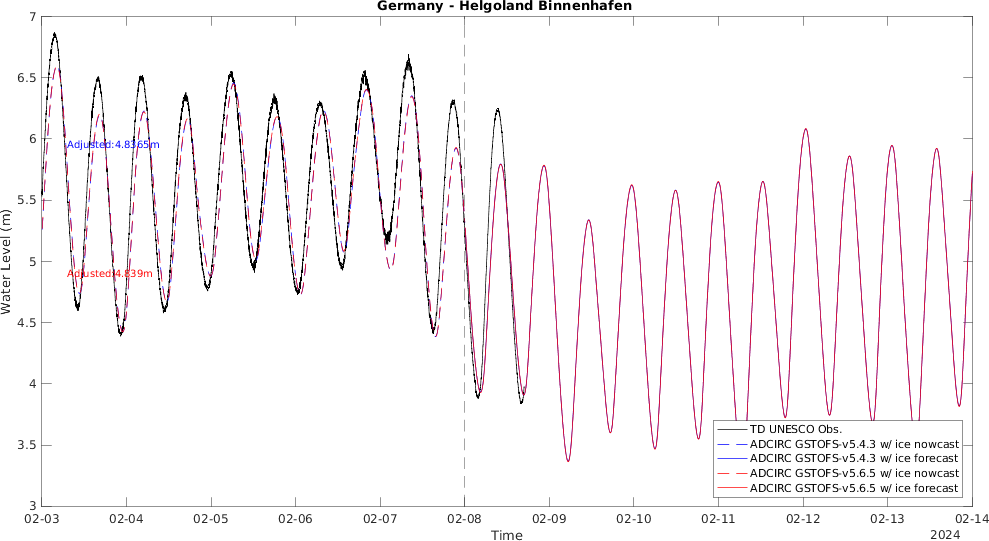 Germany - Helgoland Binnenhafen
7
6.5
6
5.5
5
4.5
4
3.5
3
Water Level (m)
Adjusted:4.8365m
Adjusted:4.839m
TD UNESCO Obs.
ADCIRC GSTOFS-v5.4.3 w/ ice nowcast
ADCIRC GSTOFS-v5.4.3 w/ ice forecast
ADCIRC GSTOFS-v5.6.5 w/ ice nowcast
ADCIRC GSTOFS-v5.6.5 w/ ice forecast
02-03 02-04 02-05 02-06 02-07 02-08 02-09 02-10 02-11 02-12 02-13 02-14
Time
2024